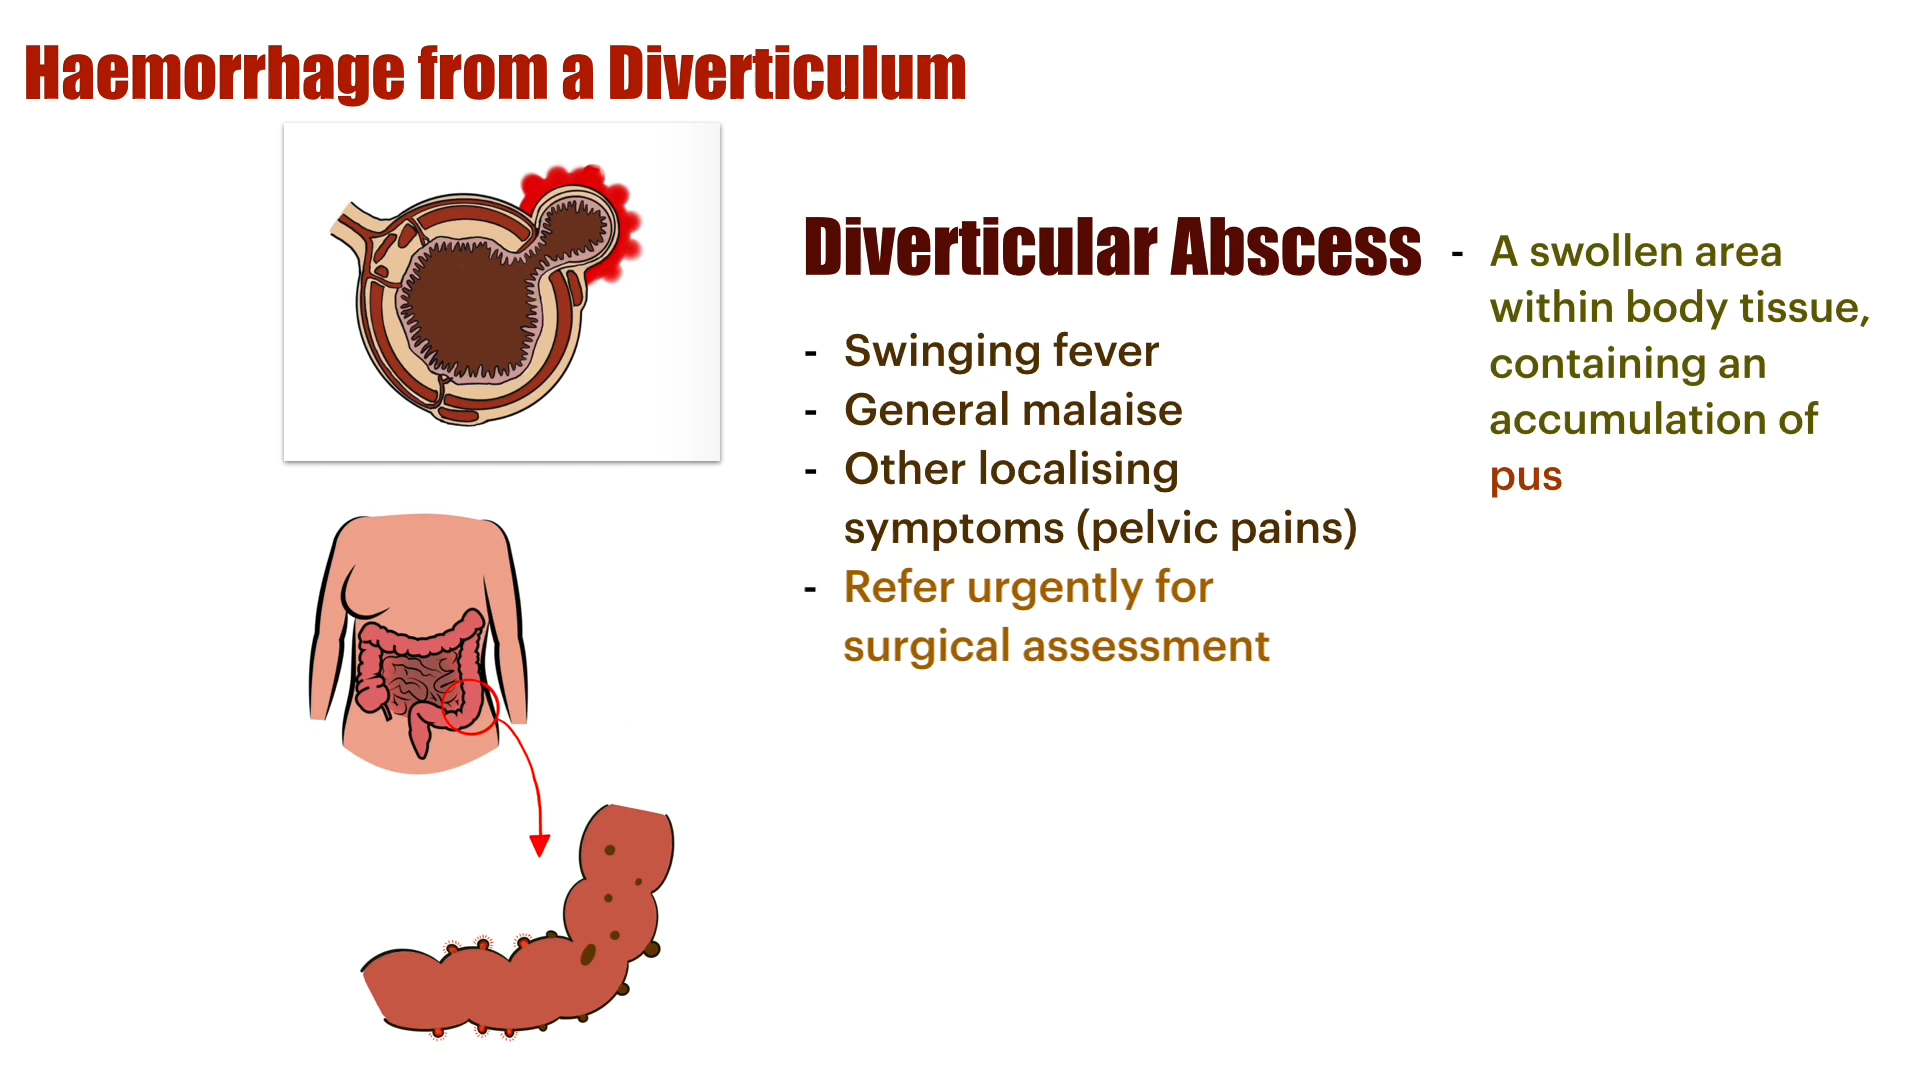 Haemorrhage from a Diverticulum
Diverticular Abscess
- Swinging fever
- General malaise
- Other localising
symptoms (pelvic pains)
- Refer urgently for
surgical assessment
- A swollen area
within body tissue,
containing an
accumulation of
pus